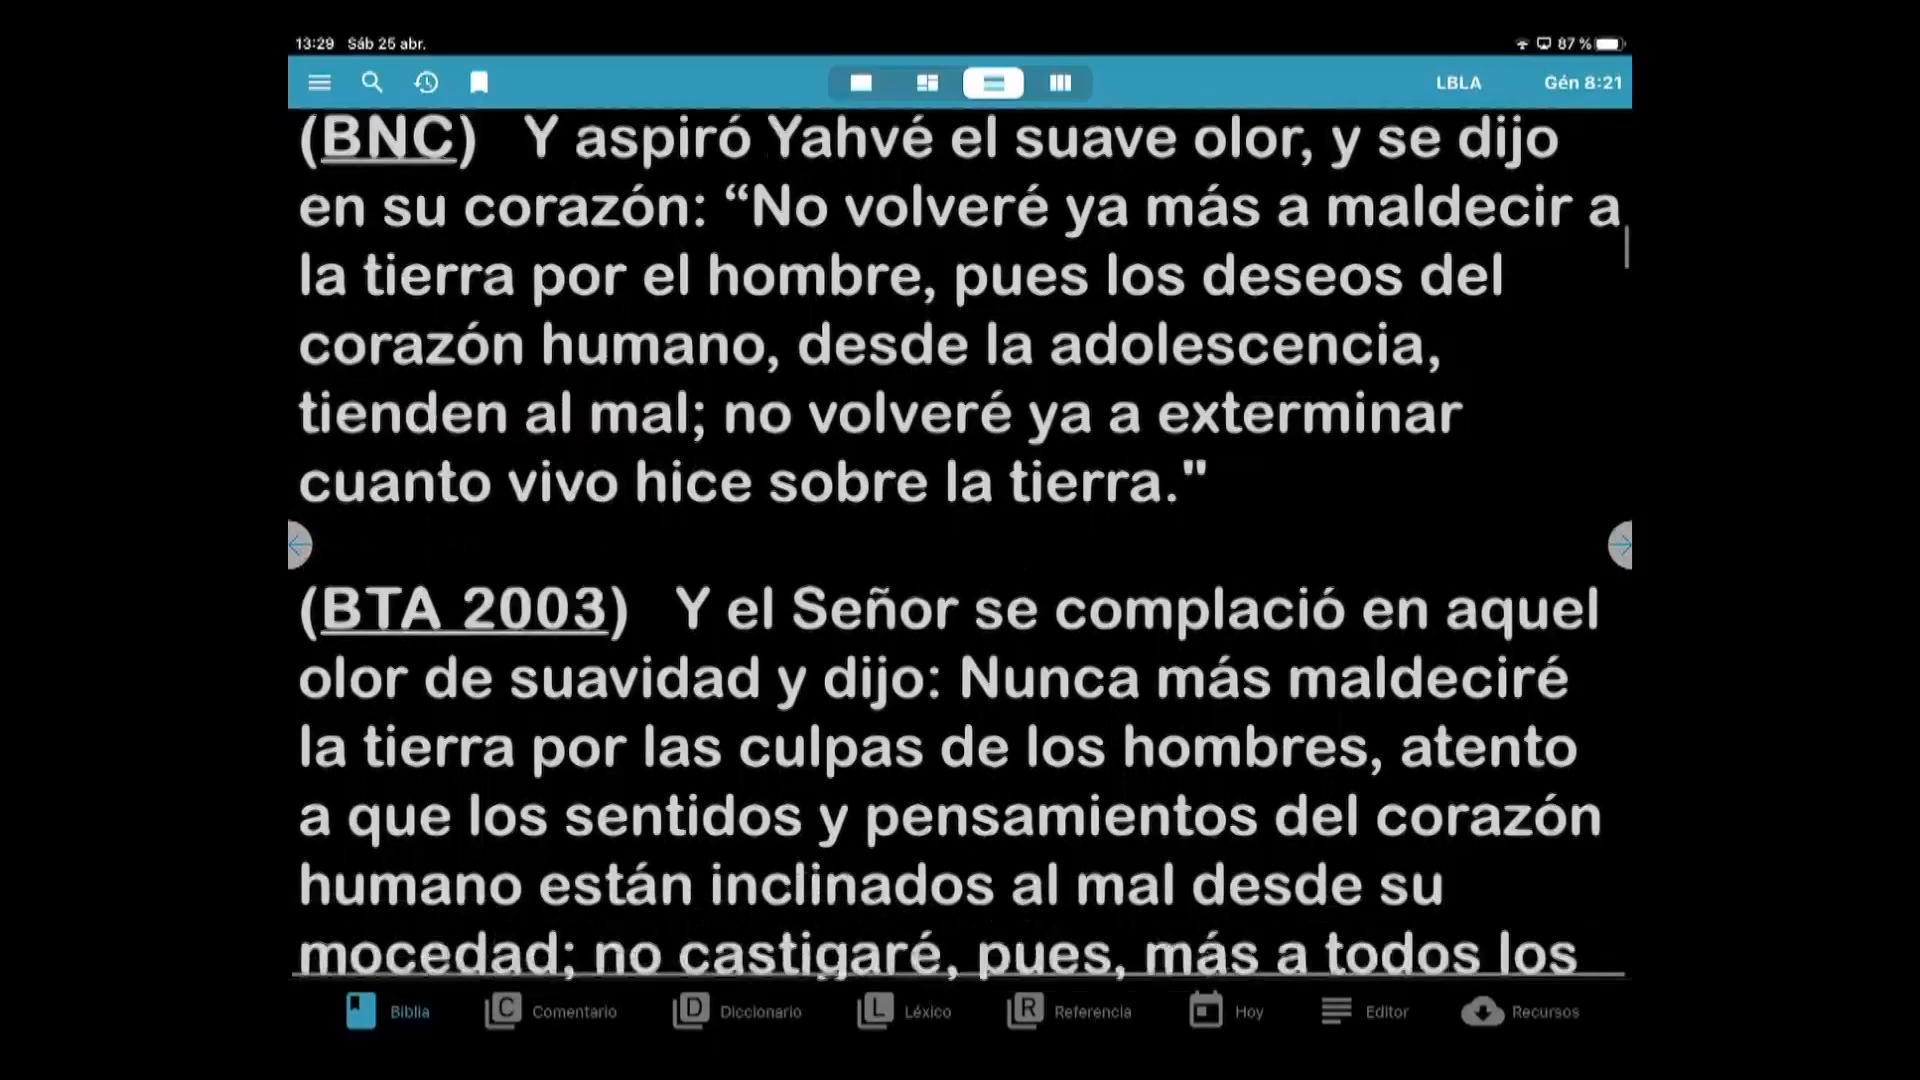 13:29 Sáb 25 abr.
87 %
LBLA Gén 8:21
(BNC) Y aspiró Yahvé el suave olor, y se dijo
en su corazón: “No volveré ya más a maldecir a
la tierra por el hombre, pues los deseos del
corazón humano, desde la adolescencia,
tienden al mal; no volveré ya a exterminar
cuanto vivo hice sobre la tierra."
(BTA 2003) Y el Señor se complació en aquel
olor de suavidad y dijo: Nunca más maldeciré
la tierra por las culpas de los hombres, atento
a que los sentidos y pensamientos del corazón
humano están inclinados al mal desde su
mocedad; no castigaré, pues, más a todos los
Biblia C Comentario D Diccionario L Léxico R Referencia Hoy Editor Recursos